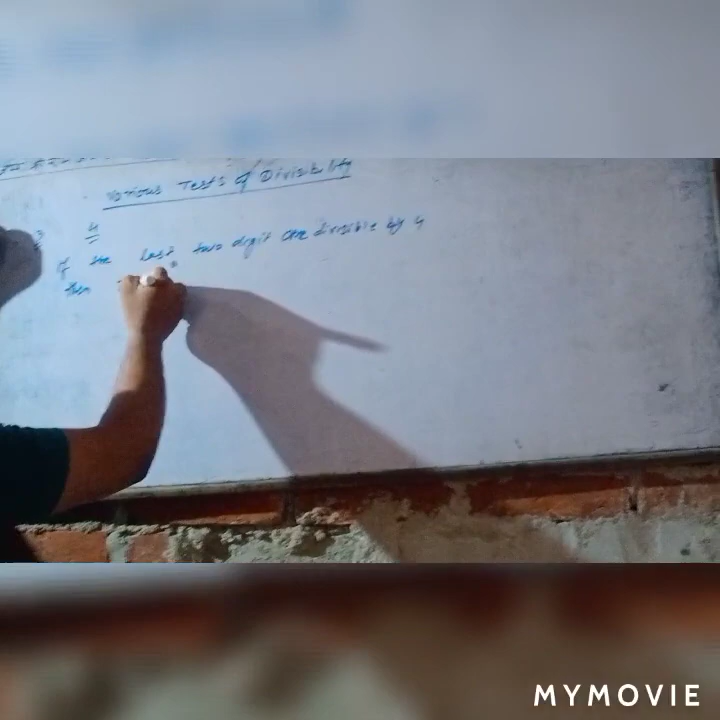 Various Tests of Divisibility
4
If the last two digit are divisible by 4
then
MYMOVIE